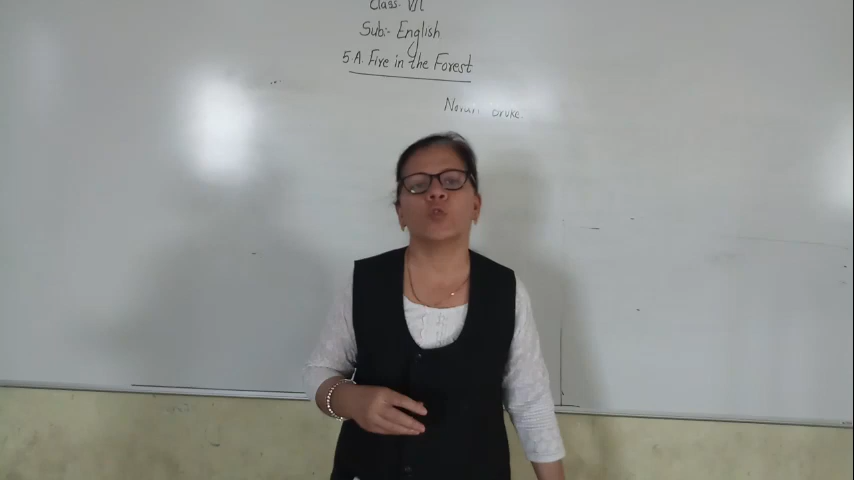 Class- VII
Sub:- English
5 A. Fire in the Forest